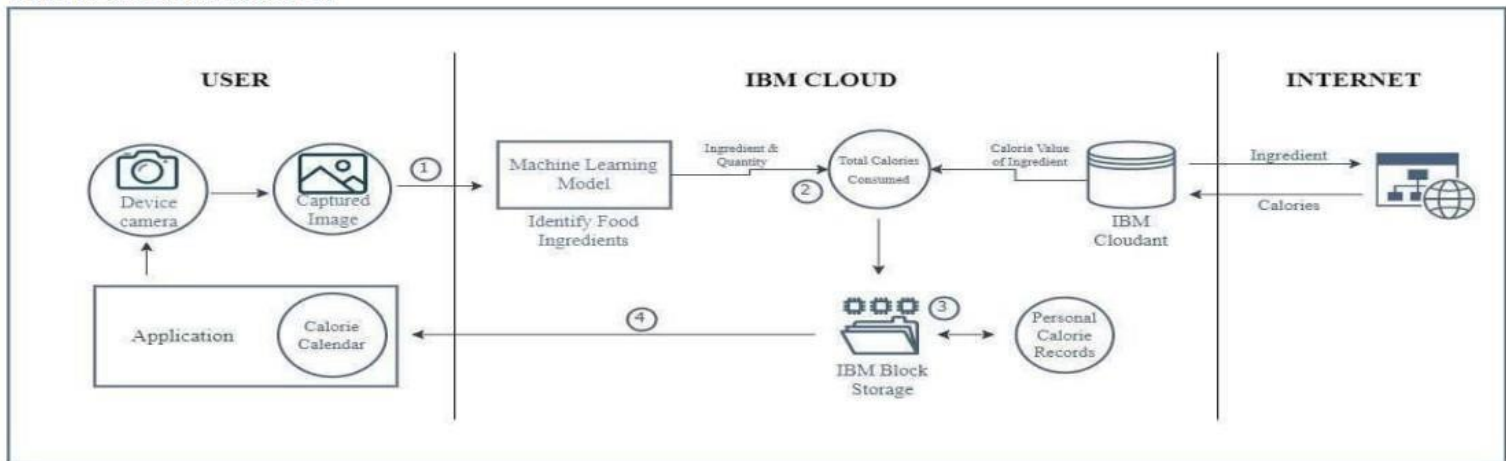 USER
IBM CLOUD
INTERNET
Device
camera
Captured
Image
1
Machine Learning
Model
Identify Food
Ingredients
Ingredient &
Quantity
2
Total Calories
Consumed
Calorie Value
of Ingredient
IBM
Cloudant
Ingredient
Calories
Application
Calorie
Calendar
4
IBM Block
Storage
3
Personal
Calorie
Records